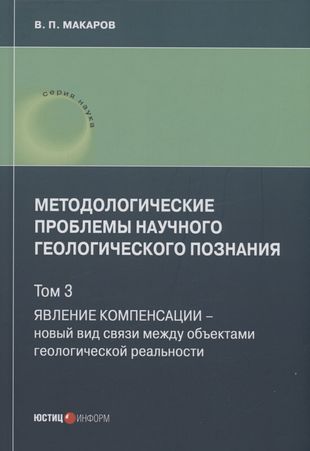 В. П. МАКАРОВ
серия наука
МЕТОДОЛОГИЧЕСКИЕ
ПРОБЛЕМЫ НАУЧНОГО
ГЕОЛОГИЧЕСКОГО ПОЗНАНИЯ
Том 3
ЯВЛЕНИЕ КОМПЕНСАЦИИ –
новый вид связи между объектами
геологической реальности
ЮСТИЦИНФОРМ